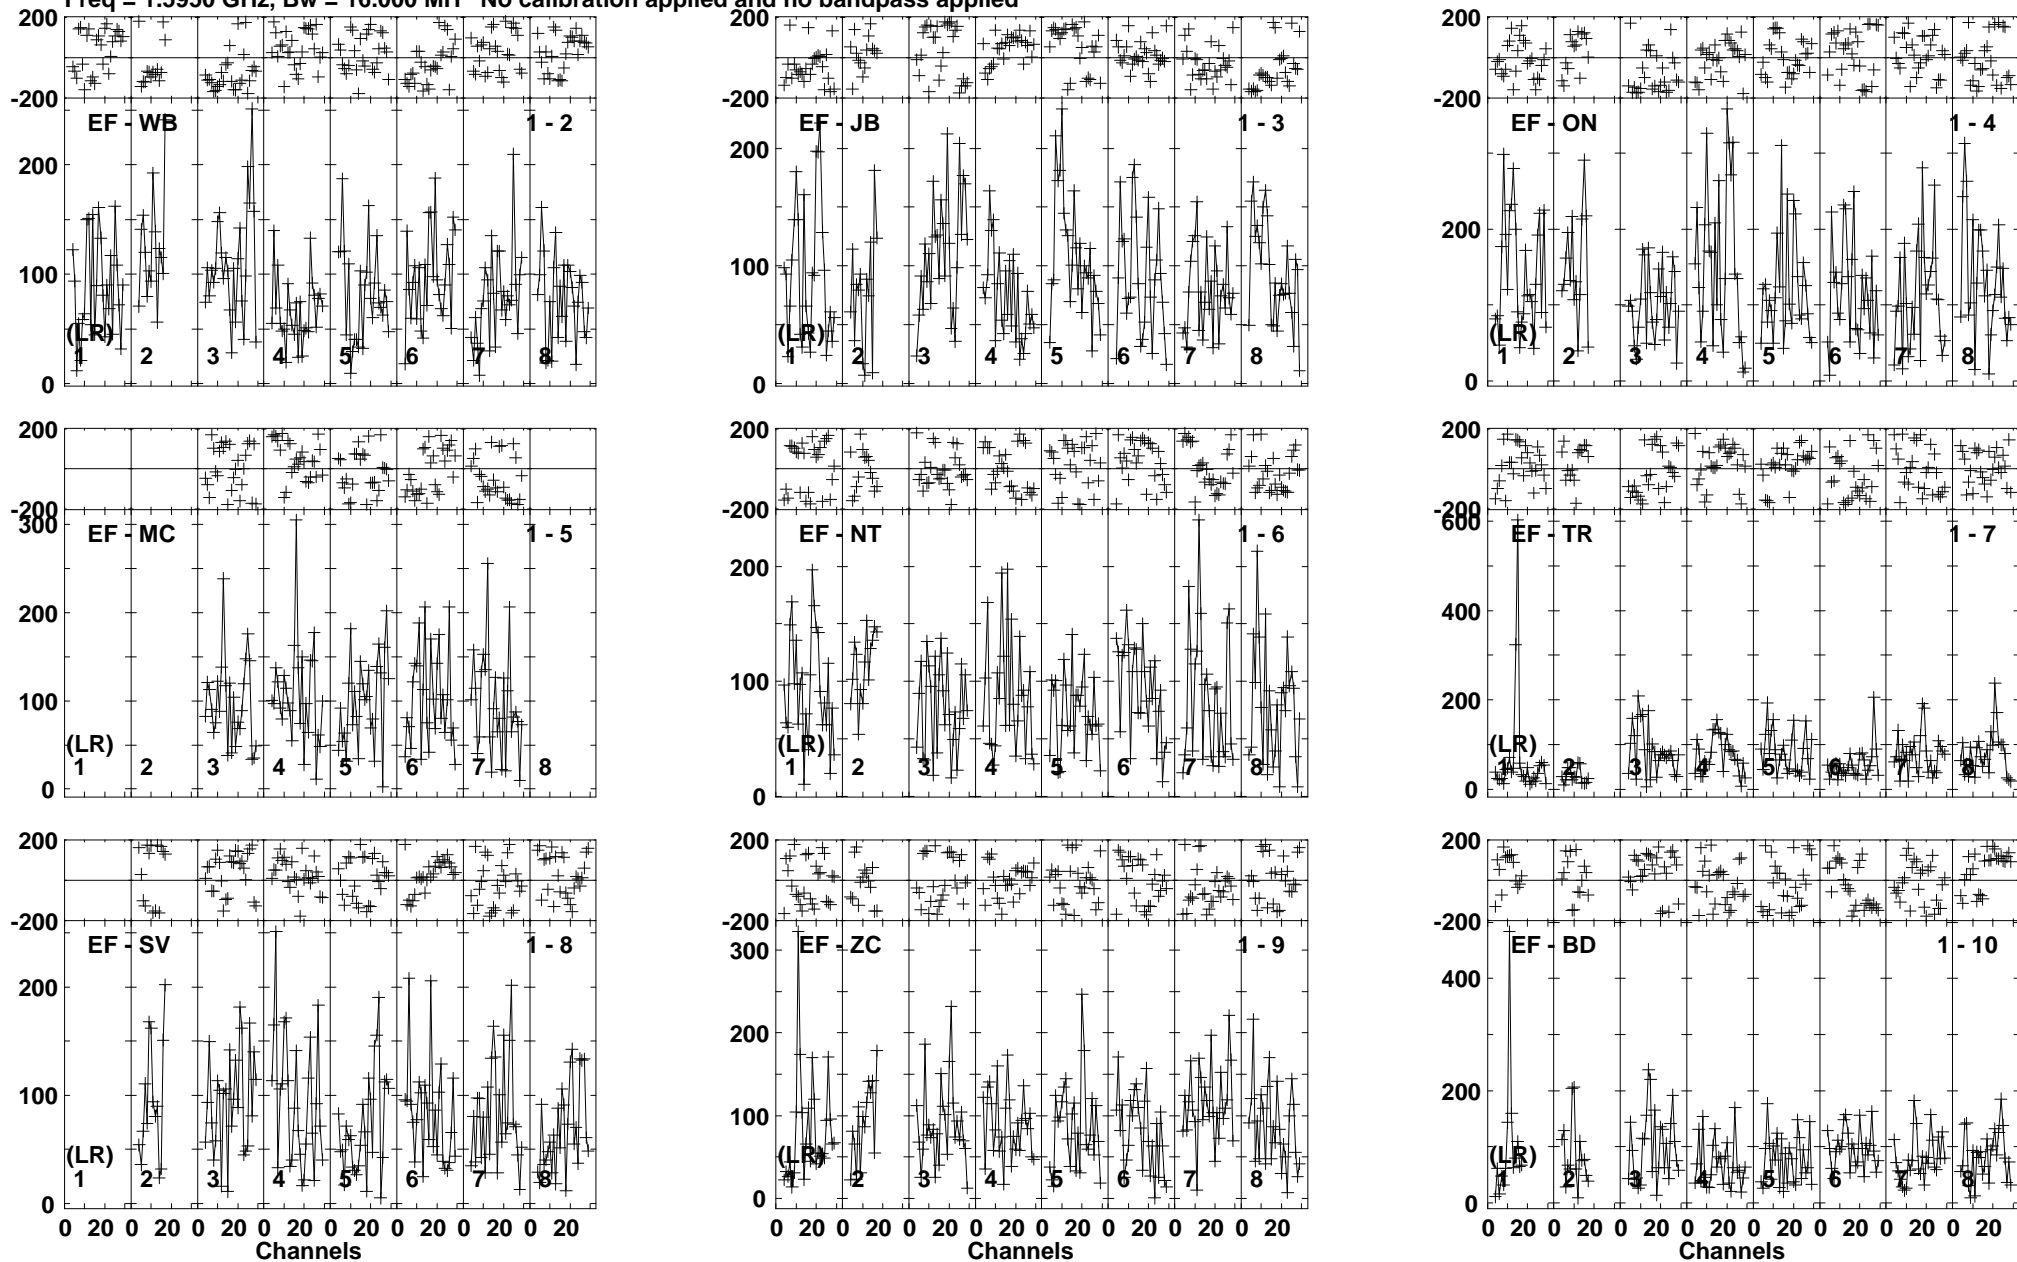 Freq = 1.5950 GHz, Bw = 16.000 MH No calibration applied and no bandpass applied
200 200 200
-200 -200 -200
EF - WB 1 - 2 EF - JB 1 - 3 EF - ON 1 - 4
200 200 200
100 100
(LR) (LR) (LR)
1 2 3 4 5 6 7 8 1 2 3 4 5 6 7 8 1 2 3 4 5 6 7 8
0 0 0
200 200 200
-200 -200 -200
300 600
EF - MC 1 - 5 EF - NT 1 - 6 EF - TR 1 - 7
200 200 400
100 100 200
(LR) (LR) (LR)
1 2 3 4 5 6 7 8 1 2 3 4 5 6 7 8 1 2 3 4 5 6 7 8
0 0 0
200 200 200
-200 -200 -200
EF - SV 1 - 8 EF - ZC 1 - 9 EF - BD 1 - 10
300
200 200 400
100 100 200
(LR) (LR) (LR)
1 2 3 4 5 6 7 8 1 2 3 4 5 6 7 8 1 2 3 4 5 6 7 8
0 0 0
0 20 0 20 0 20 0 20 0 20 0 20 0 20 0 20 0 20 0 20 0 20 0 20 0 20 0 20 0 20 0 20 0 20 0 20 0 20 0 20 0 20 0 20 0 20 0 20
Channels Channels Channels